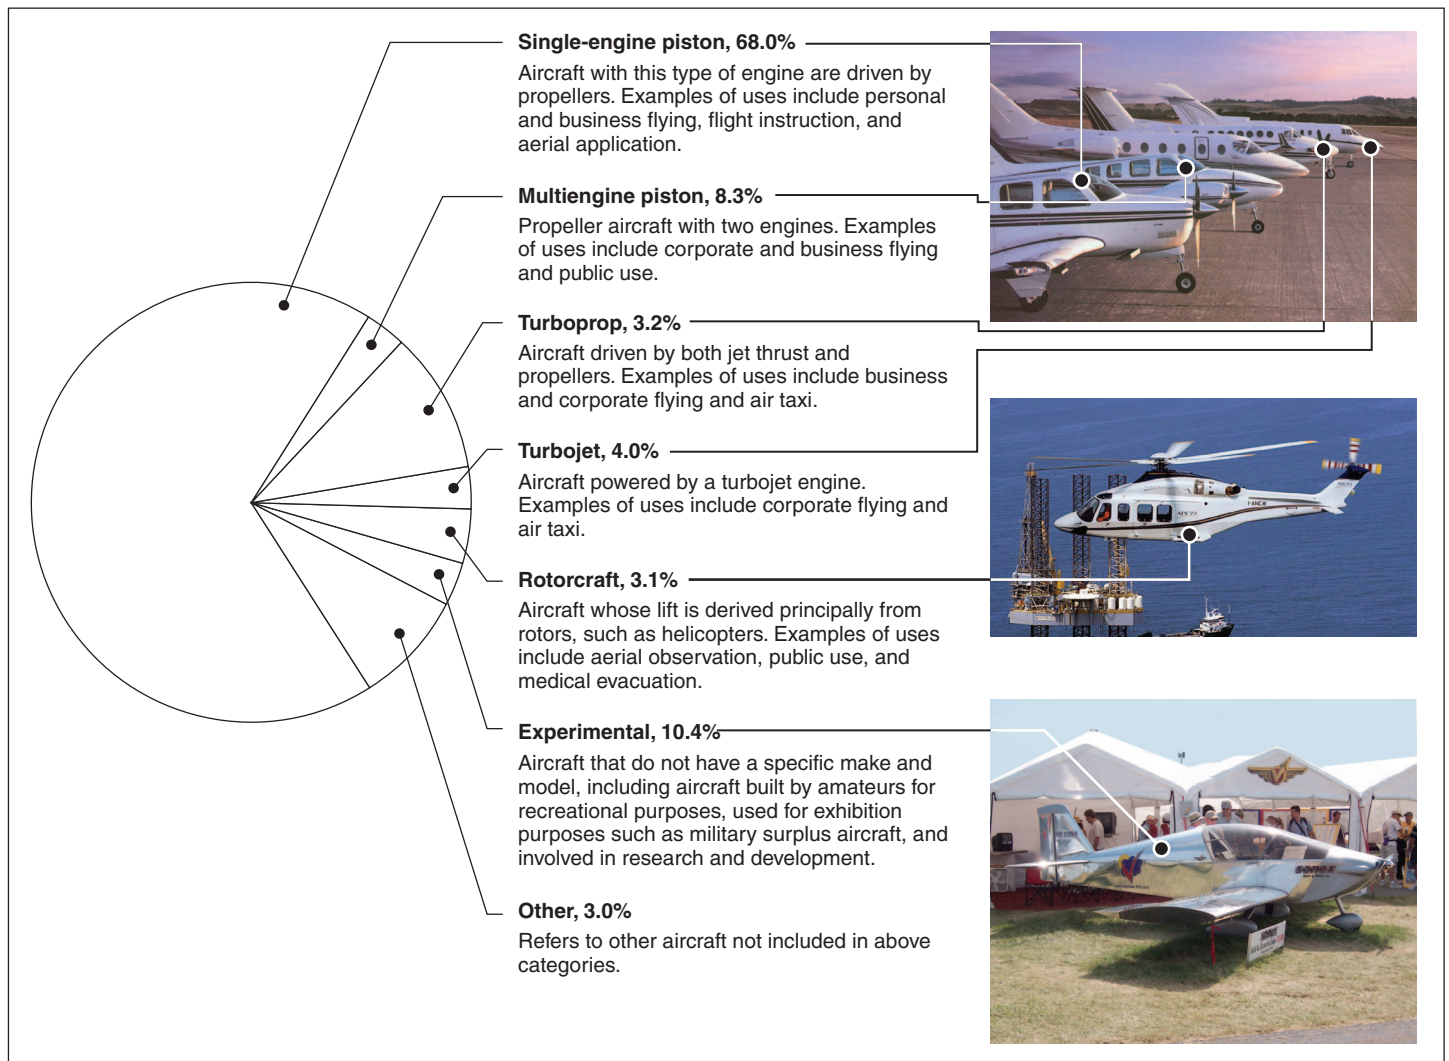 Single-engine piston, 68.0%
Aircraft with this type of engine are driven by
propellers. Examples of uses include personal
and business flying, flight instruction, and
aerial application.
Multiengine piston, 8.3%
Propeller aircraft with two engines. Examples
of uses include corporate and business flying
and public use.
Turboprop, 3.2%
Aircraft driven by both jet thrust and
propellers. Examples of uses include business
and corporate flying and air taxi.
Turbojet, 4.0%
Aircraft powered by a turbojet engine.
Examples of uses include corporate flying and
air taxi.
Rotorcraft, 3.1%
Aircraft whose lift is derived principally from
rotors, such as helicopters. Examples of uses
include aerial observation, public use, and
medical evacuation.
Experimental, 10.4%
Aircraft that do not have a specific make and
model, including aircraft built by amateurs for
recreational purposes, used for exhibition
purposes such as military surplus aircraft, and
involved in research and development.
Other, 3.0%
Refers to other aircraft not included in above
categories.
sonex